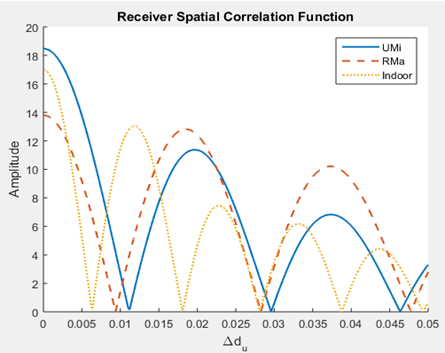 Receiver Spatial Correlation Function
20
18
16
14
12
10
8
6
4
2
0
Amplitude
UMi
RMa
Indoor
0 0.005 0.01 0.015 0.02 0.025 0.03 0.035 0.04 0.045 0.05
Δd_u